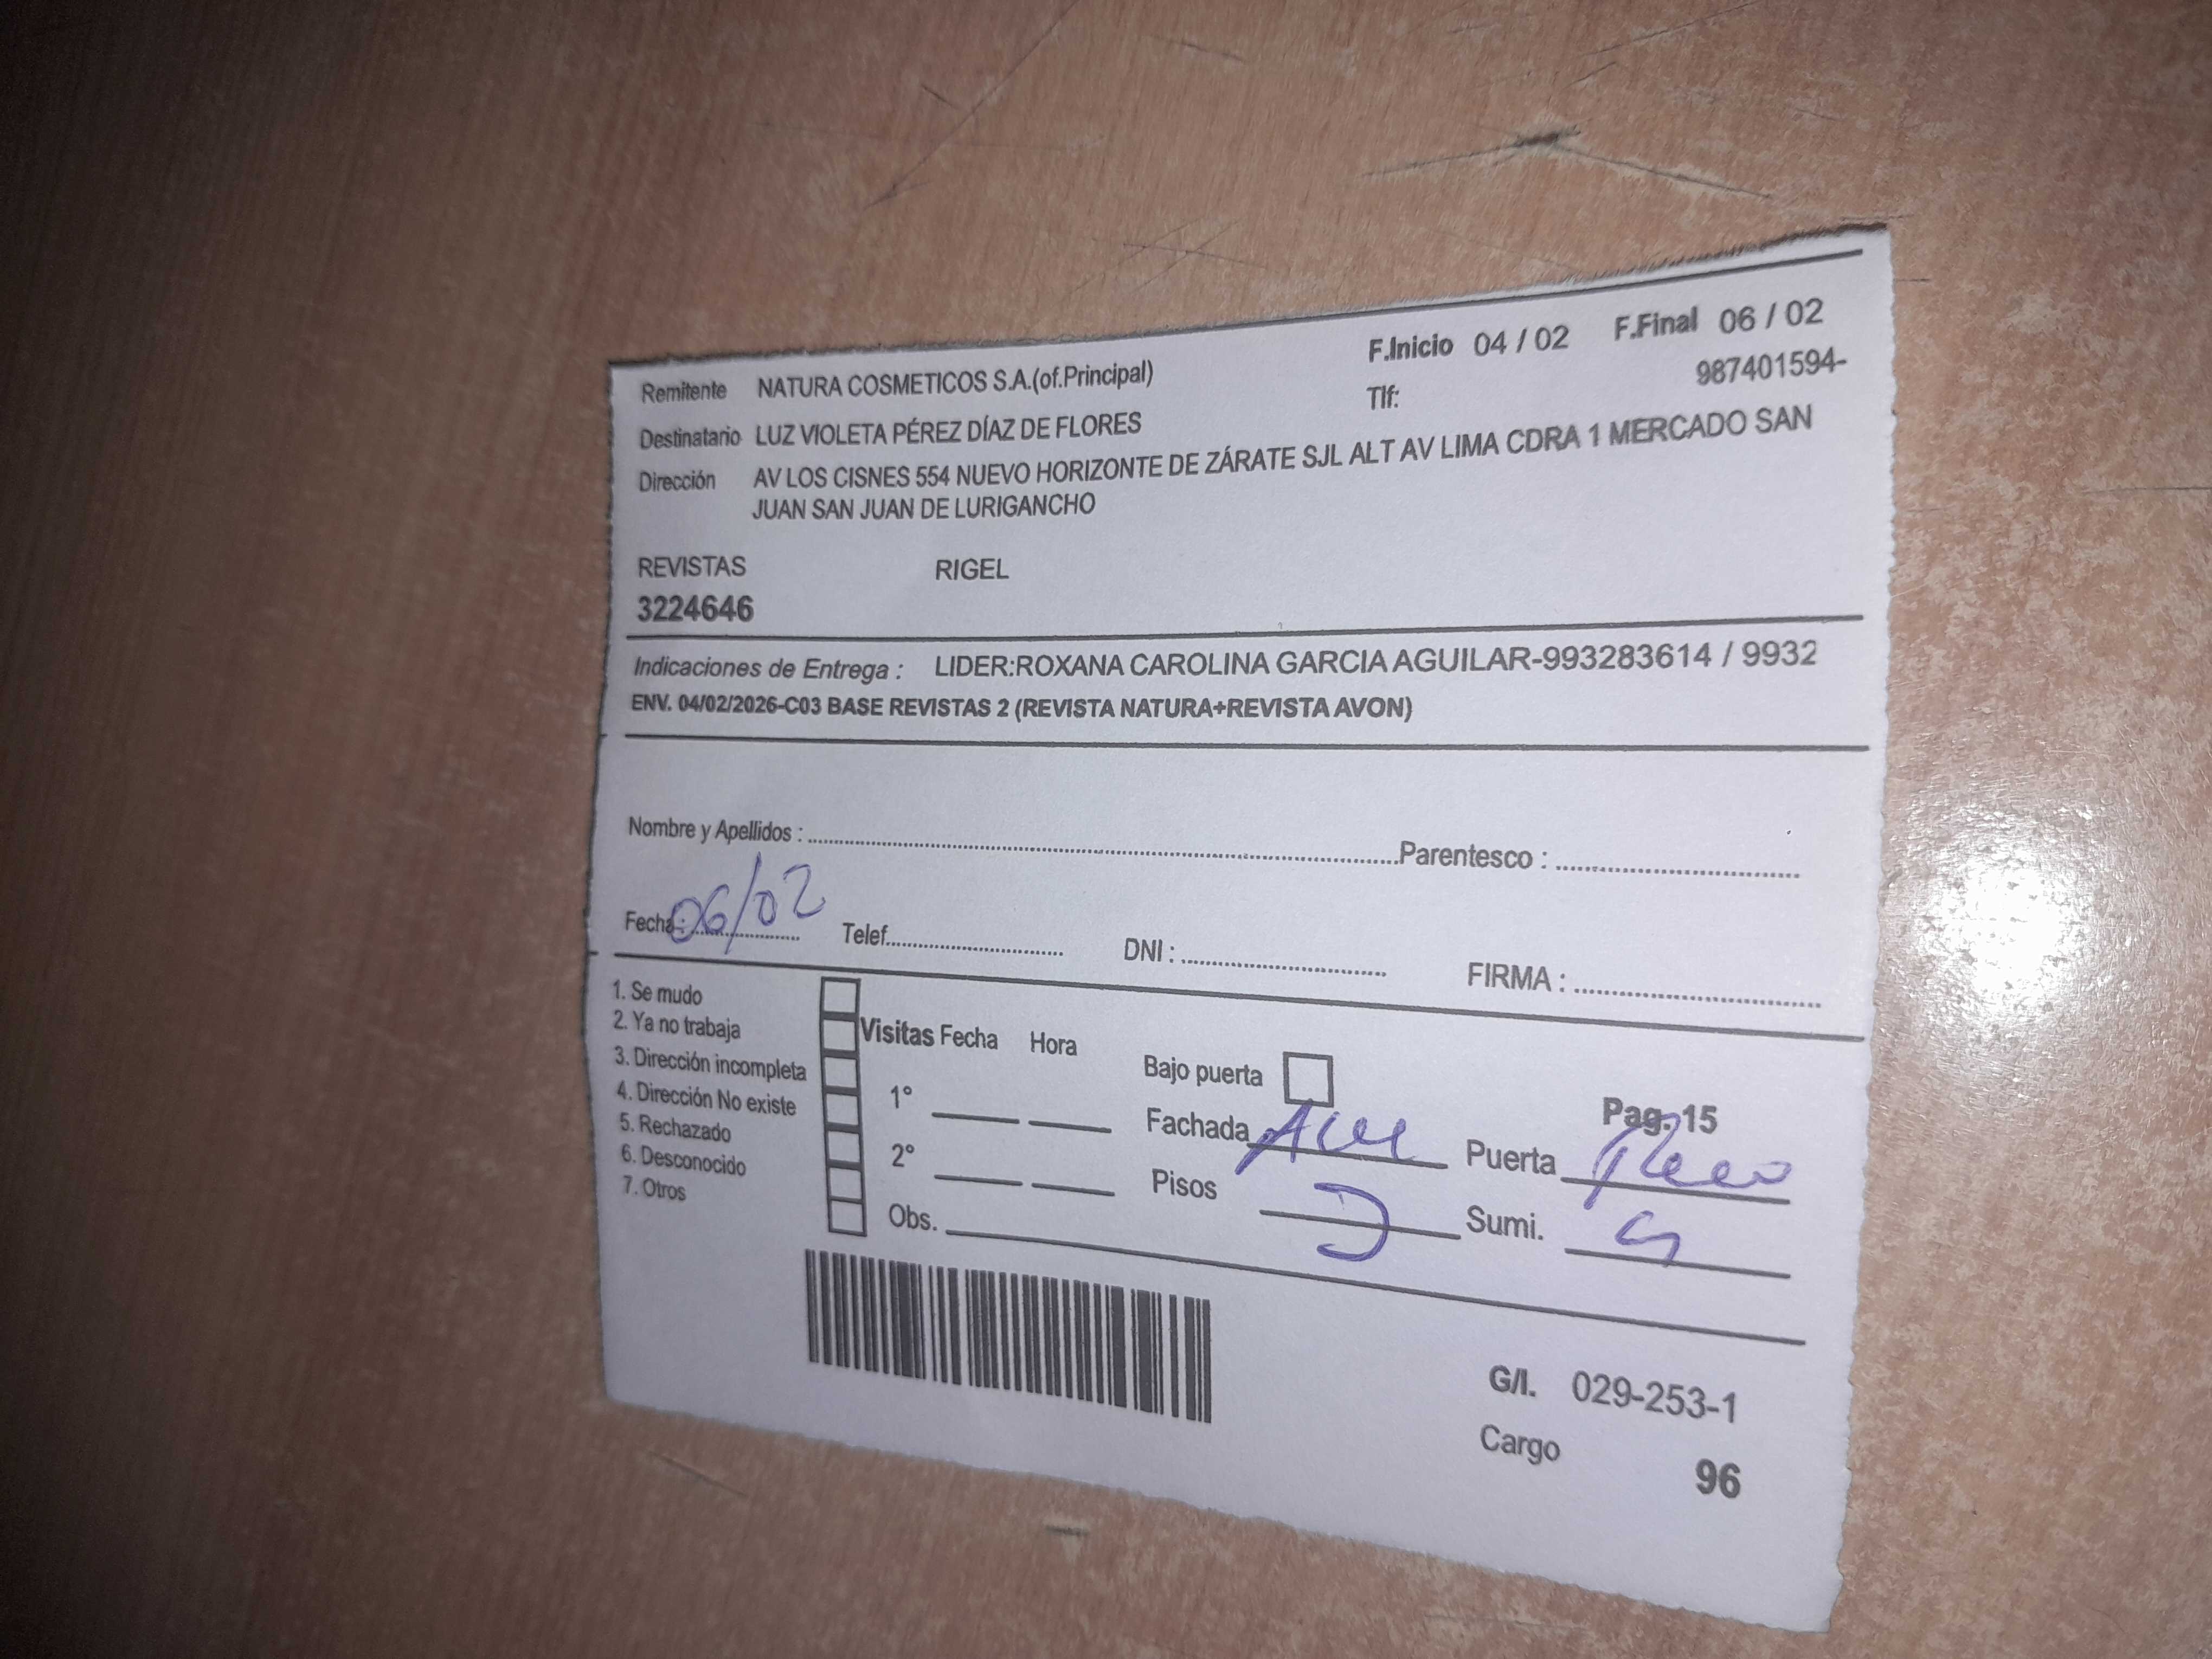 F.Inicio 04 / 02 F.Final 06 / 02
Remitente NATURA COSMETICOS S.A.(of.Principal) Tlf: 987401594-
Destinatario LUZ VIOLETA PÉREZ DÍAZ DE FLORES
Dirección AV LOS CISNES 554 NUEVO HORIZONTE DE ZÁRATE SJL ALT AV LIMA CDRA 1 MERCADO SAN
JUAN SAN JUAN DE LURIGANCHO
REVISTAS RIGEL
3224646
Indicaciones de Entrega : LIDER:ROXANA CAROLINA GARCIA AGUILAR-993283614 / 9932
ENV. 04/02/2026-C03 BASE REVISTAS 2 (REVISTA NATURA+REVISTA AVON)
Nombre y Apellidos : Parentesco :
Fecha : 06/02 Telef. DNI : FIRMA :
1. Se mudo
2. Ya no trabaja
3. Dirección incompleta
4. Dirección No existe
5. Rechazado
6. Desconocido
7. Otros
Visitas Fecha Hora
1°
2°
Obs.
Bajo puerta
Pag. 15
Fachada Puerta
Pisos Sumi.
G/I. 029-253-1
Cargo 96